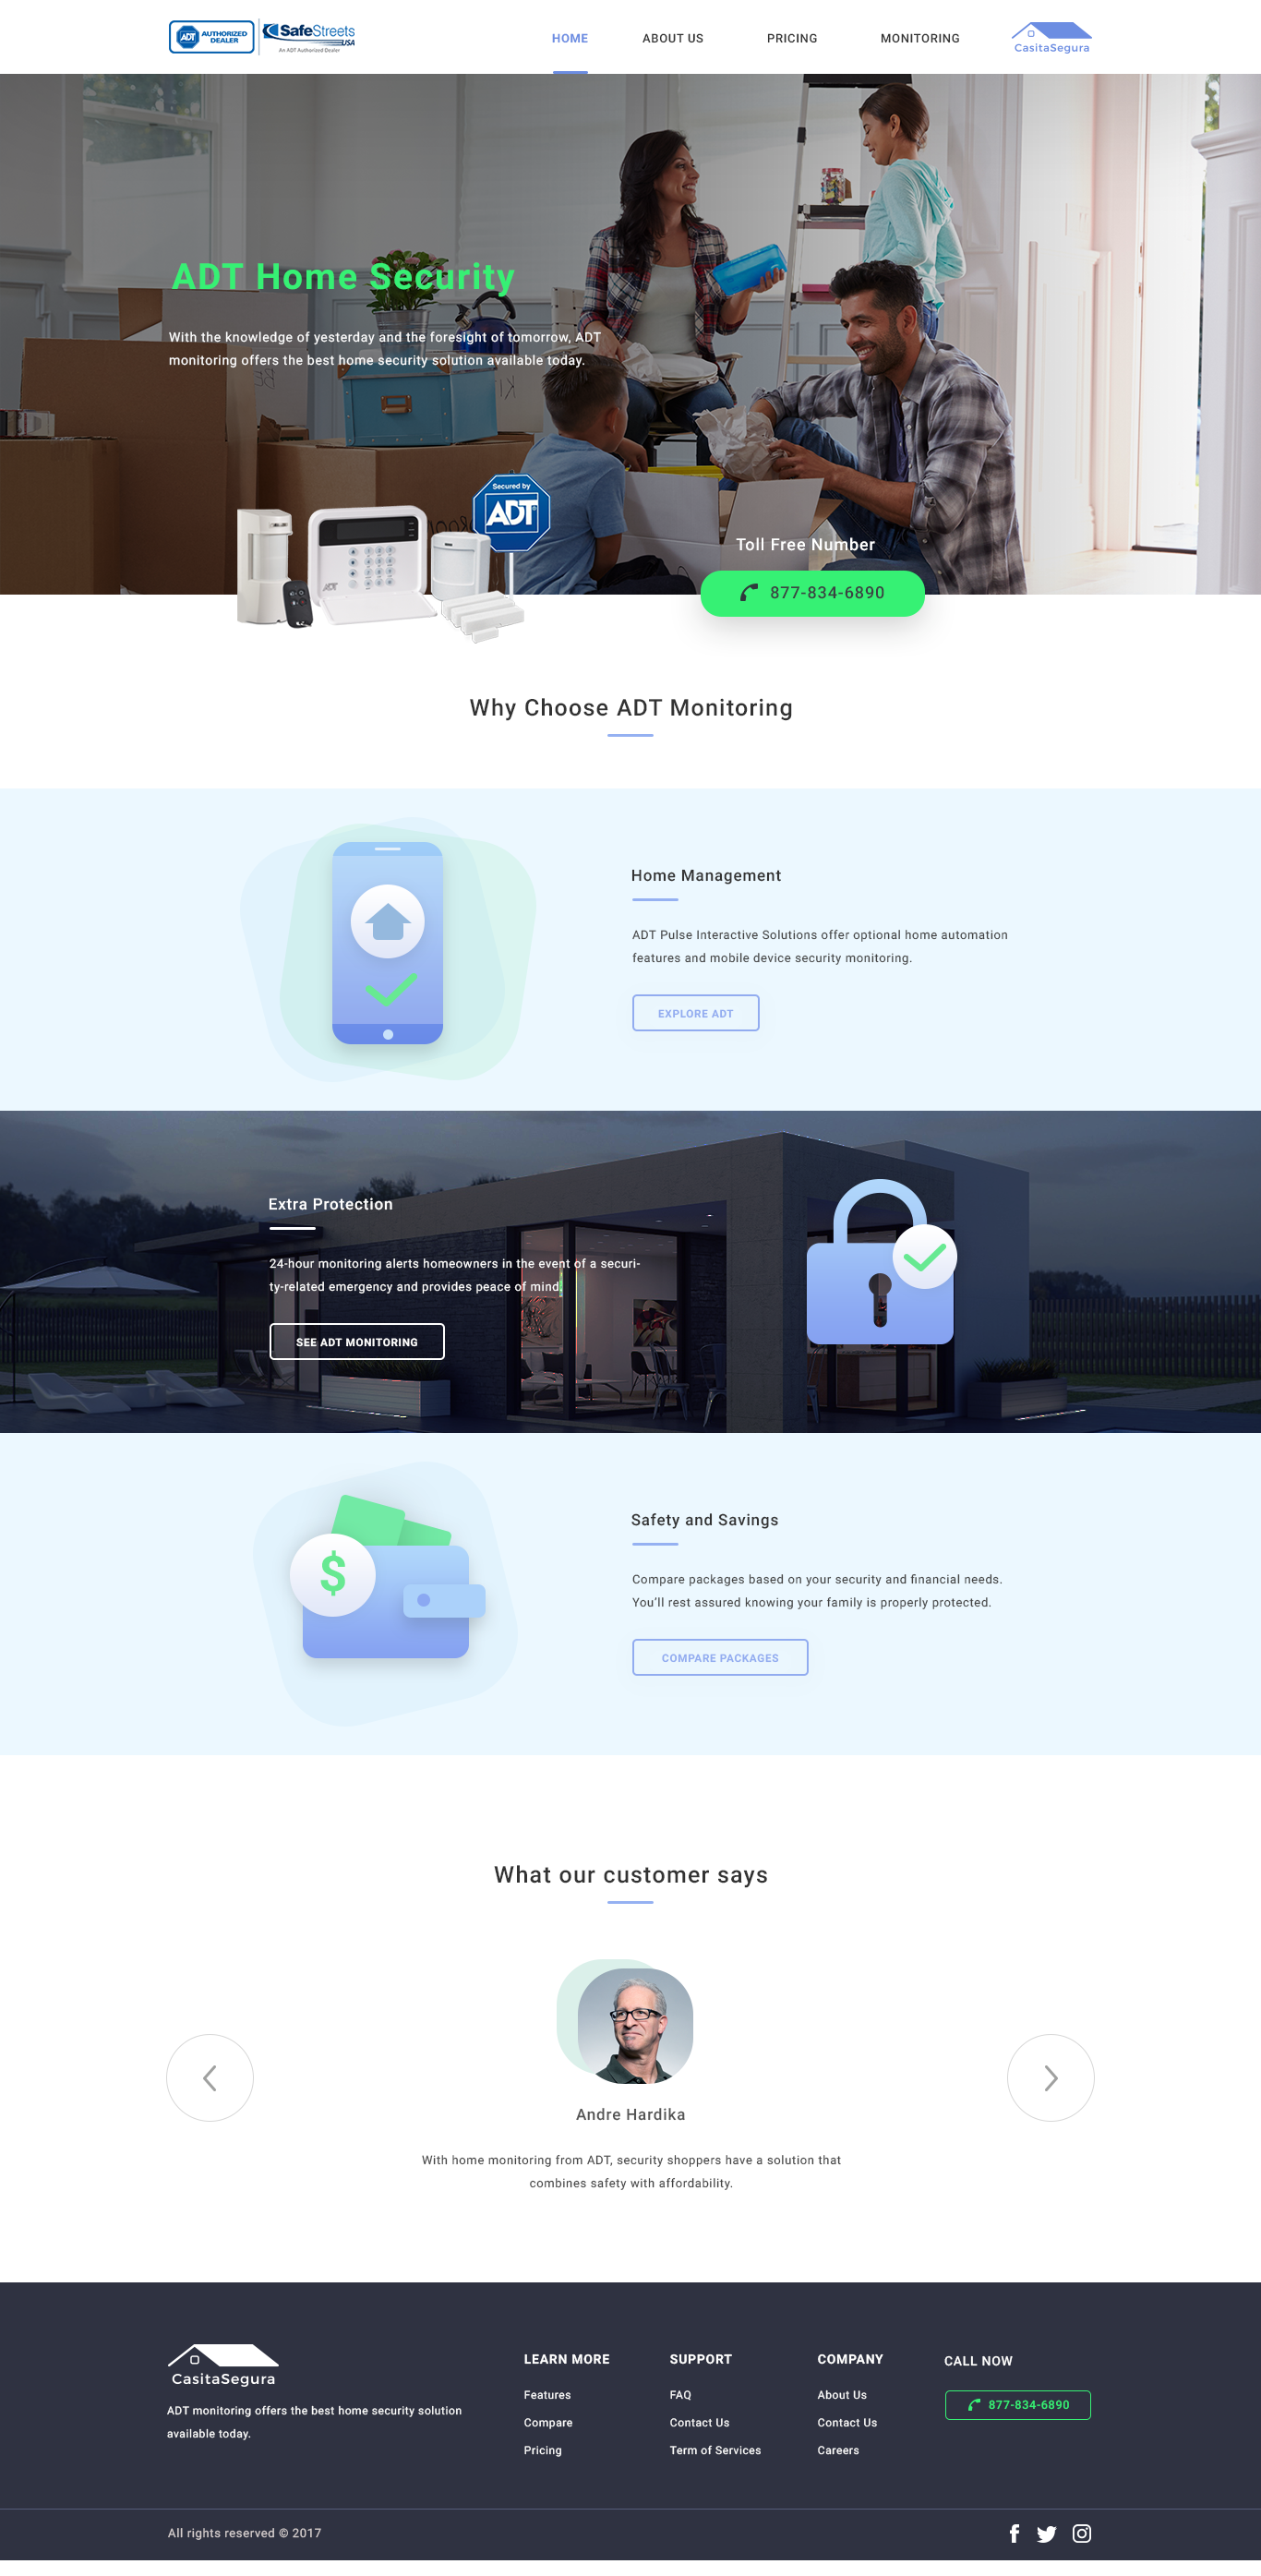 ADT AUTHORIZED DEALER
SafeStreets USA
An ADT Authorized Dealer
HOME
ABOUT US
PRICING
MONITORING
CasitaSegura
ADT Home Security
With the knowledge of yesterday and the foresight of tomorrow, ADT
monitoring offers the best home security solution available today.
Secured by
ADT
ADT
Toll Free Number
877-834-6890
Why Choose ADT Monitoring
Home Management
ADT Pulse Interactive Solutions offer optional home automation
features and mobile device security monitoring.
EXPLORE ADT
Extra Protection
24-hour monitoring alerts homeowners in the event of a securi-
ty-related emergency and provides peace of mind.
SEE ADT MONITORING
$
Safety and Savings
Compare packages based on your security and financial needs.
You'll rest assured knowing your family is properly protected.
COMPARE PACKAGES
What our customer says
Andre Hardika
With home monitoring from ADT, security shoppers have a solution that
combines safety with affordability.
CasitaSegura
ADT monitoring offers the best home security solution
available today.
LEARN MORE
Features
Compare
Pricing
SUPPORT
FAQ
Contact Us
Term of Services
COMPANY
About Us
Contact Us
Careers
CALL NOW
877-834-6890
All rights reserved © 2017